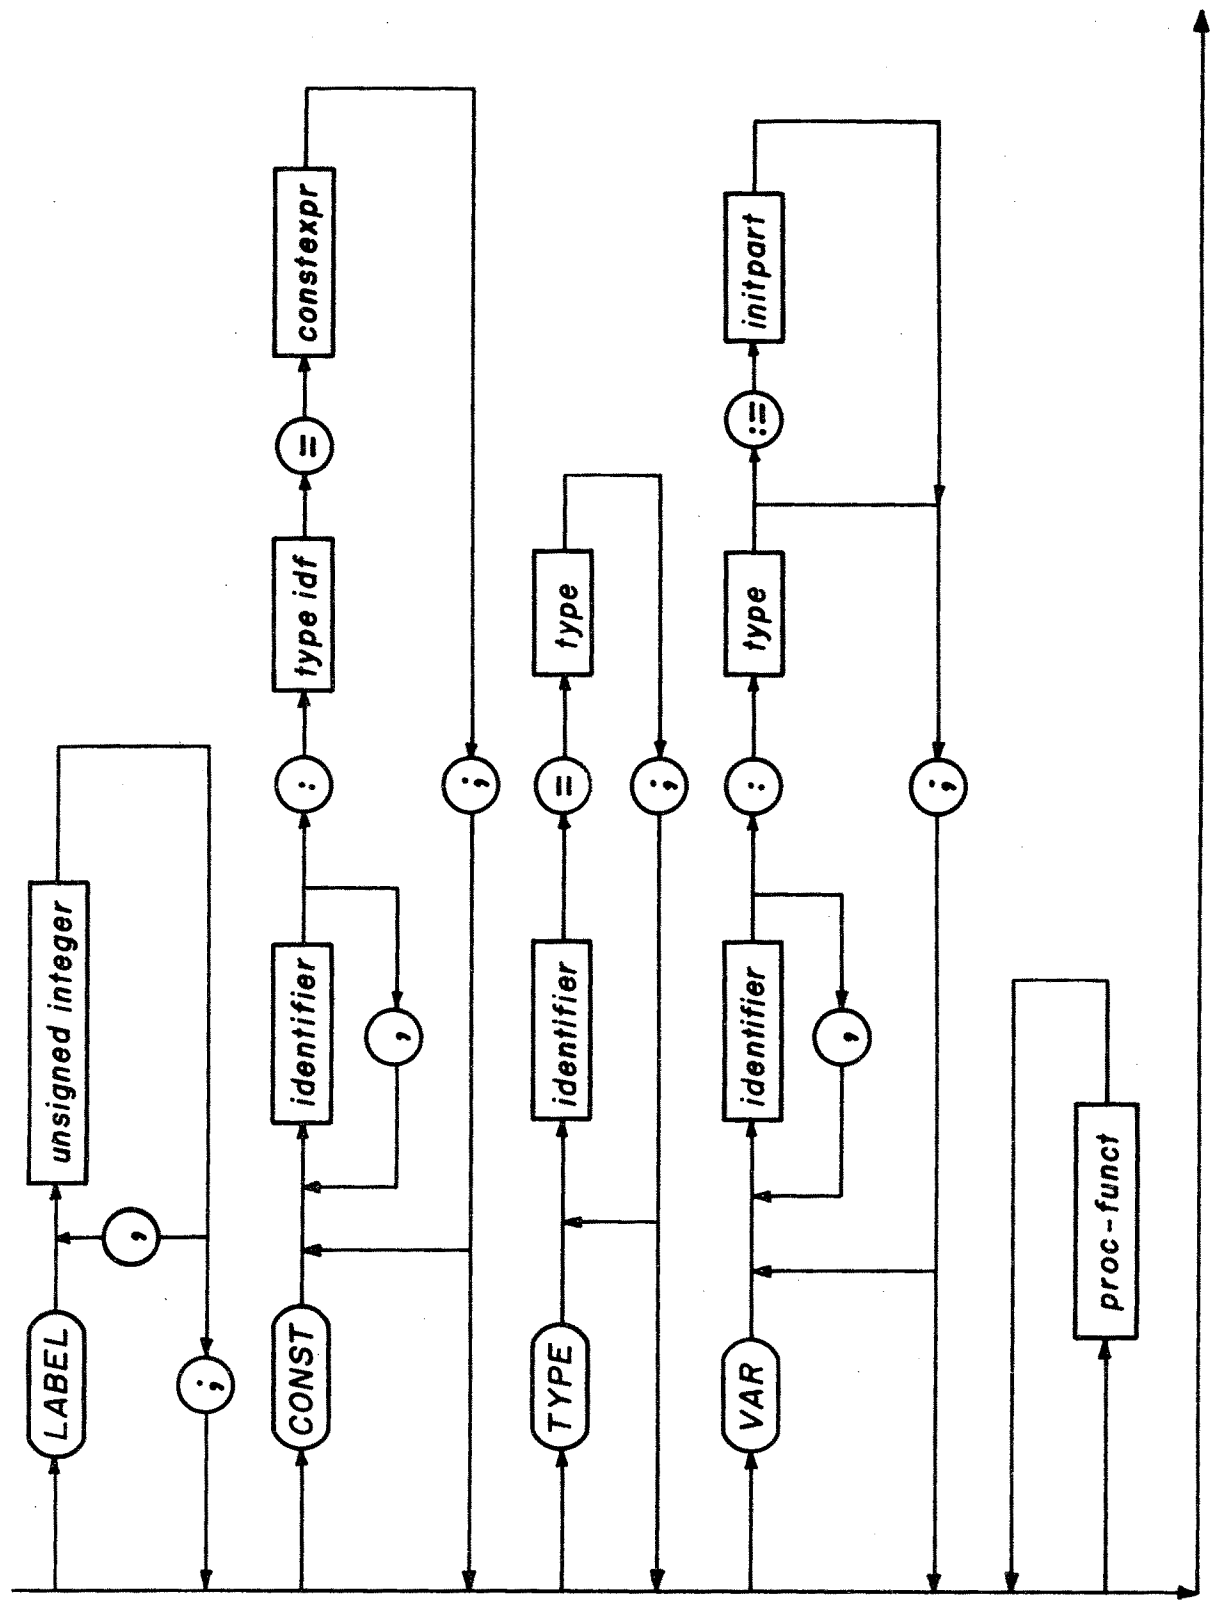 LABEL
,
unsigned integer
;
CONST
identifier
,
:
type idf
=
constexpr
;
TYPE
identifier
=
type
;
VAR
identifier
,
:
type
:=
initpart
;
proc-funct